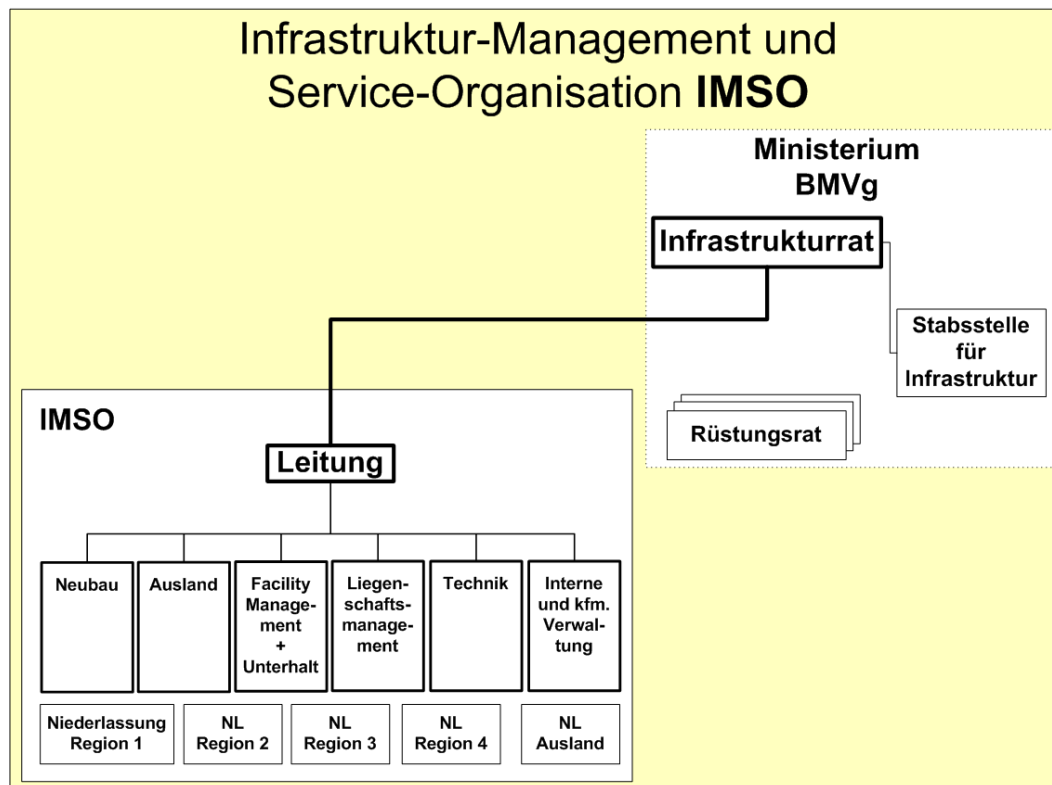 Infrastruktur-Management und
Service-Organisation IMSO
Ministerium
BMVg
Infrastrukturrat
Stabsstelle
für
Infrastruktur
Rüstungsrat
IMSO
Leitung
Neubau
Ausland
Facility
Manage-
ment
+
Unterhalt
Liegen-
schafts-
manage-
ment
Technik
Interne
und kfm.
Verwal-
tung
Niederlassung
Region 1
NL
Region 2
NL
Region 3
NL
Region 4
NL
Ausland